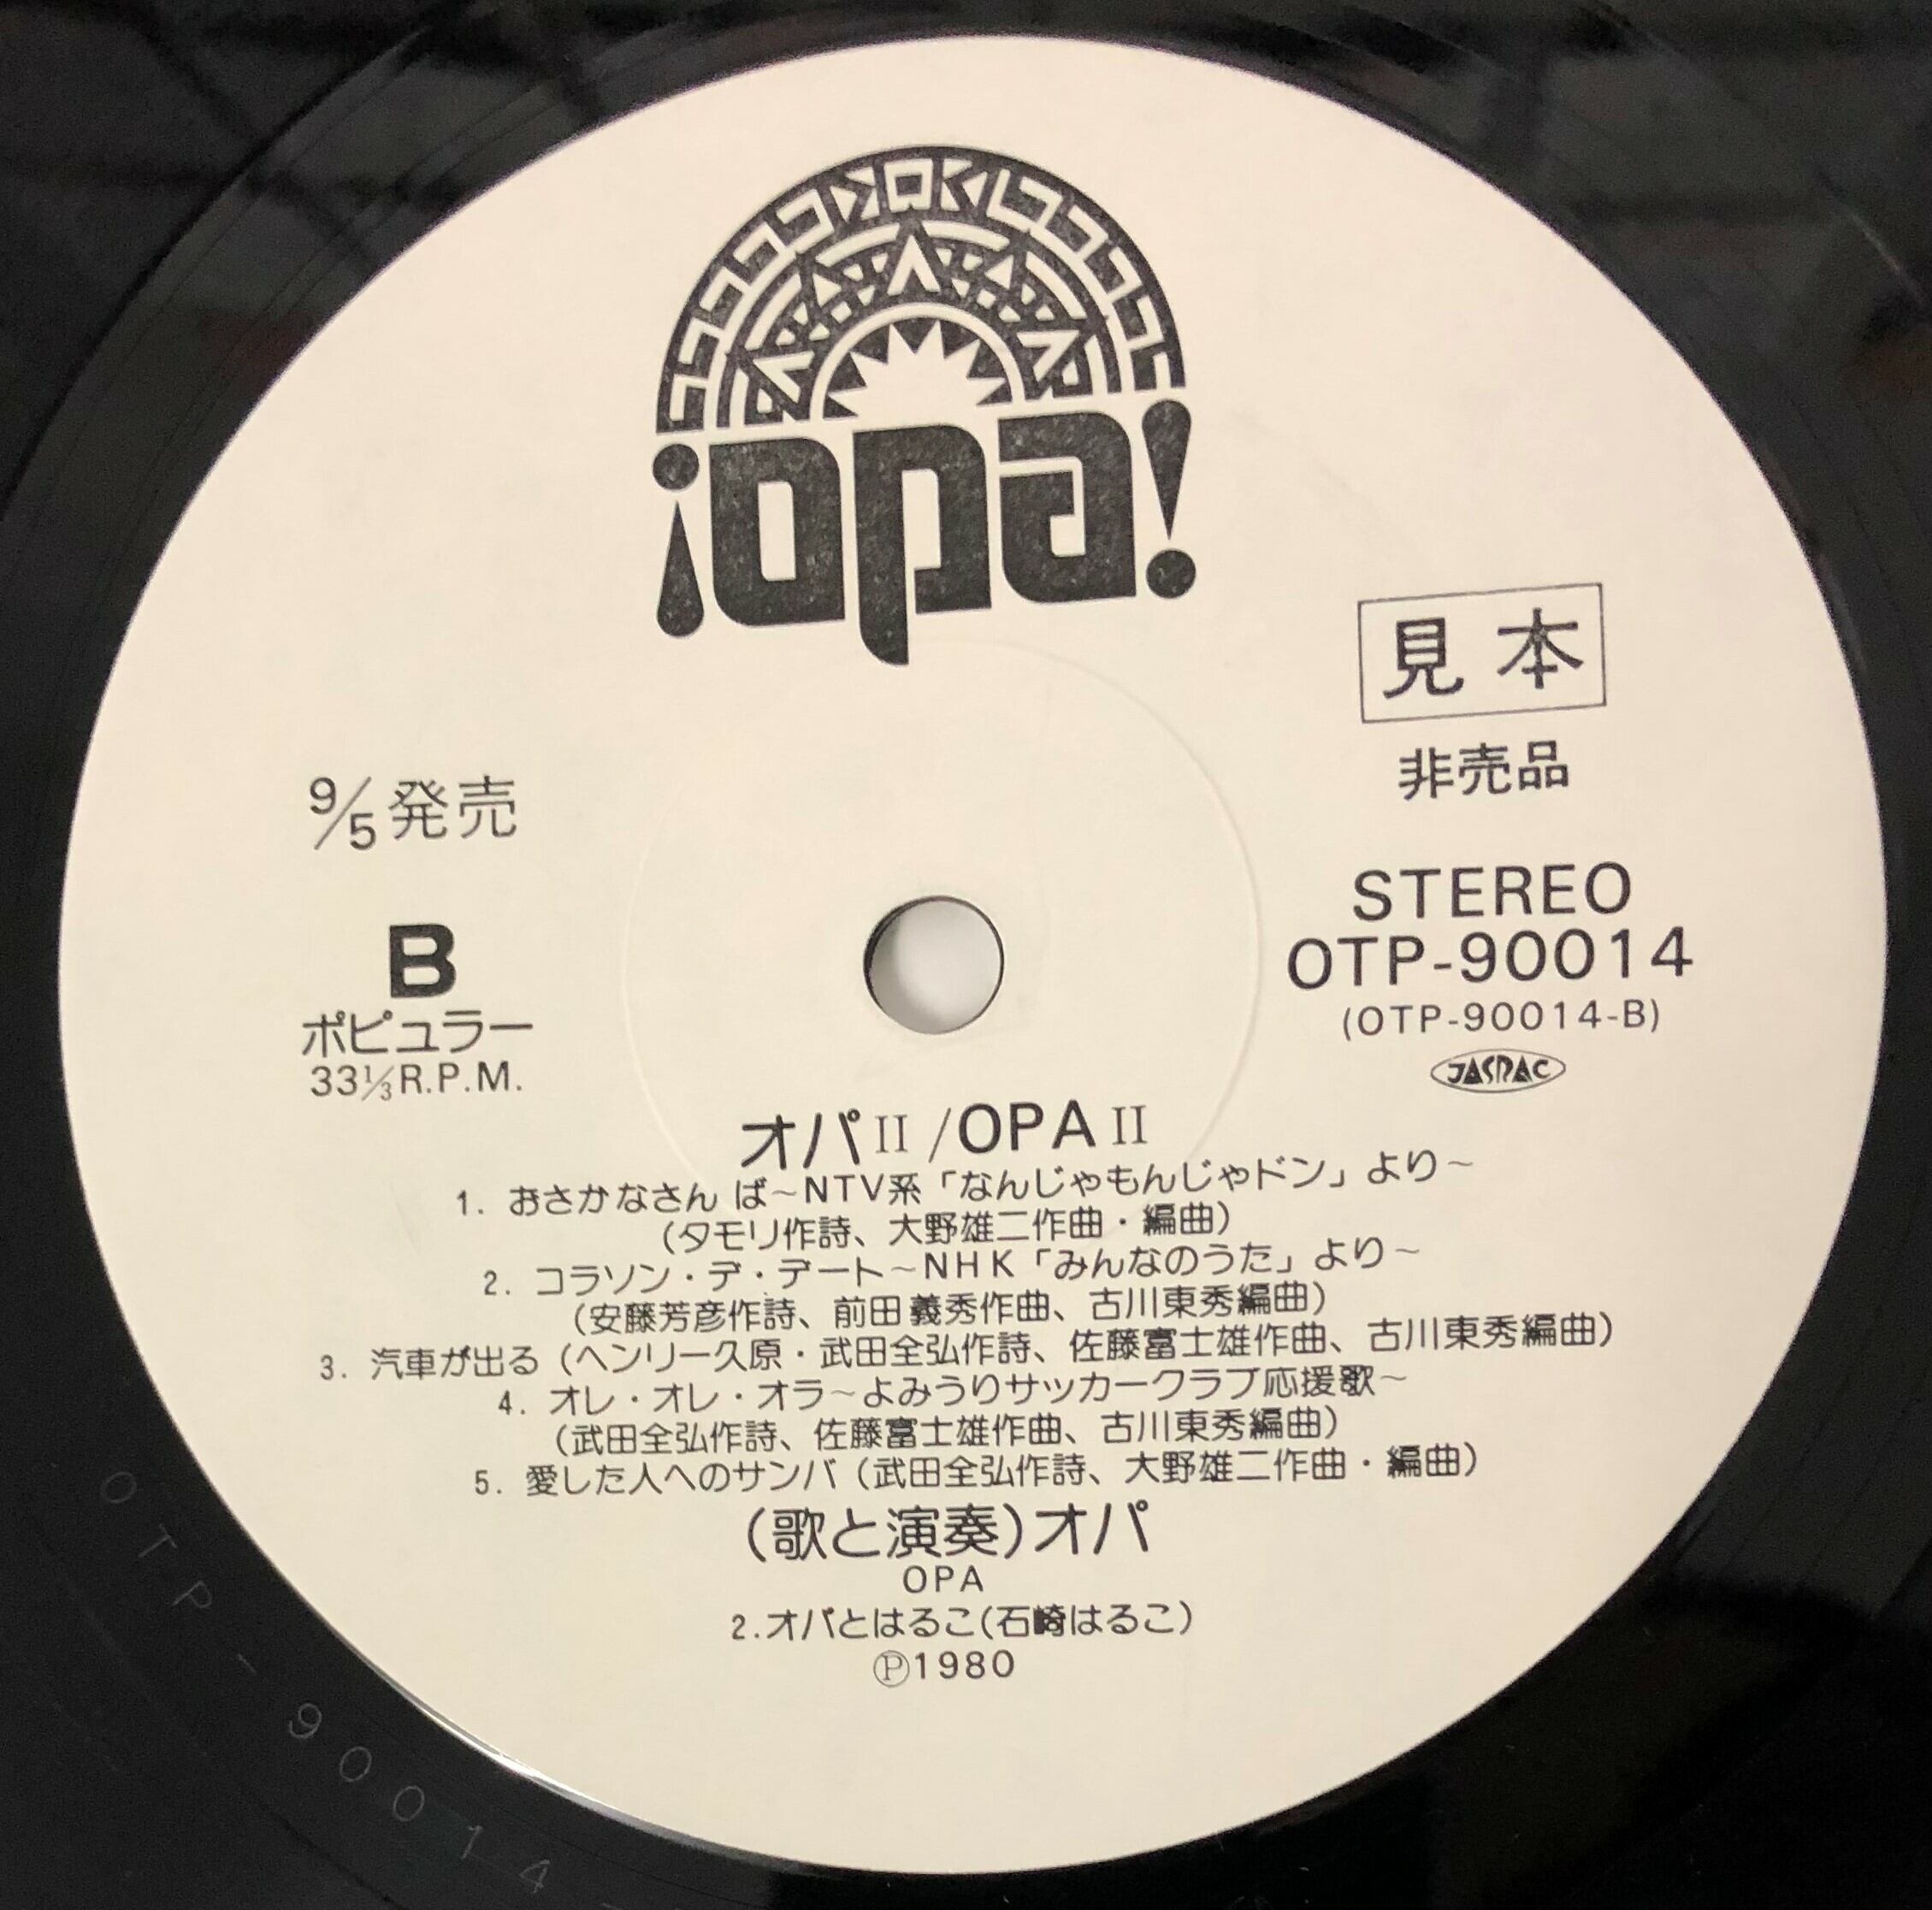 ¡opa!
見本
非売品
9/5発売
STEREO
OTP-90014
(OTP-90014-B)
JASRAC
B
ポピュラー
33⅓R.P.M.
オパⅡ/OPAⅡ
1. おさかなさん ば~NTV系「なんじゃもんじゃドン」より~
(タモリ作詩、大野雄二作曲・編曲)
2. コラソン・デ・デート~NHK「みんなのうた」より~
(安藤芳彦作詩、前田義秀作曲、古川東秀編曲)
3. 汽車が出る(ヘンリー久原・武田全弘作詩、佐藤富士雄作曲、古川東秀編曲)
4. オレ・オレ・オラ~よみうりサッカークラブ応援歌~
(武田全弘作詩、佐藤富士雄作曲、古川東秀編曲)
5. 愛した人へのサンバ(武田全弘作詩、大野雄二作曲・編曲)
(歌と演奏)オパ
OPA
2.オパとはるこ(石崎はるこ)
Ⓟ1980
OTP-90014-